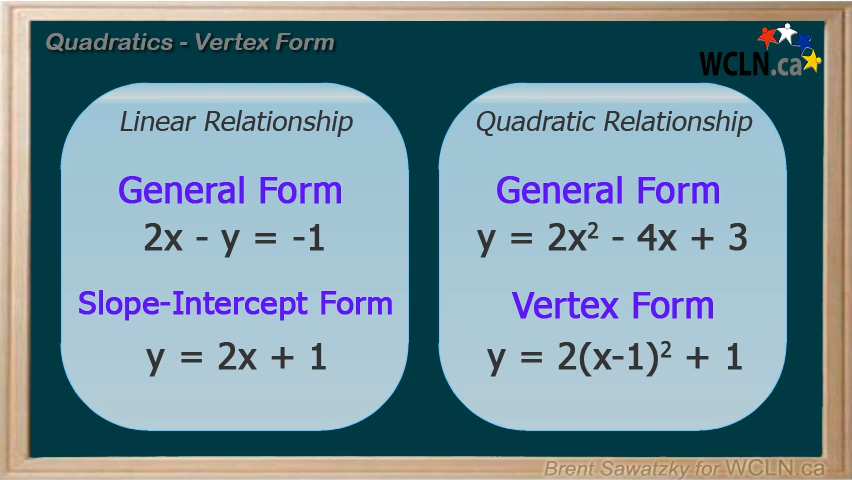 Quadratics - Vertex Form
WCLN.ca
Linear Relationship
General Form
2x - y = -1
Slope-Intercept Form
y = 2x + 1
Quadratic Relationship
General Form
y = 2x² - 4x + 3
Vertex Form
y = 2(x-1)² + 1
Brent Sawatzky for WCLN.ca